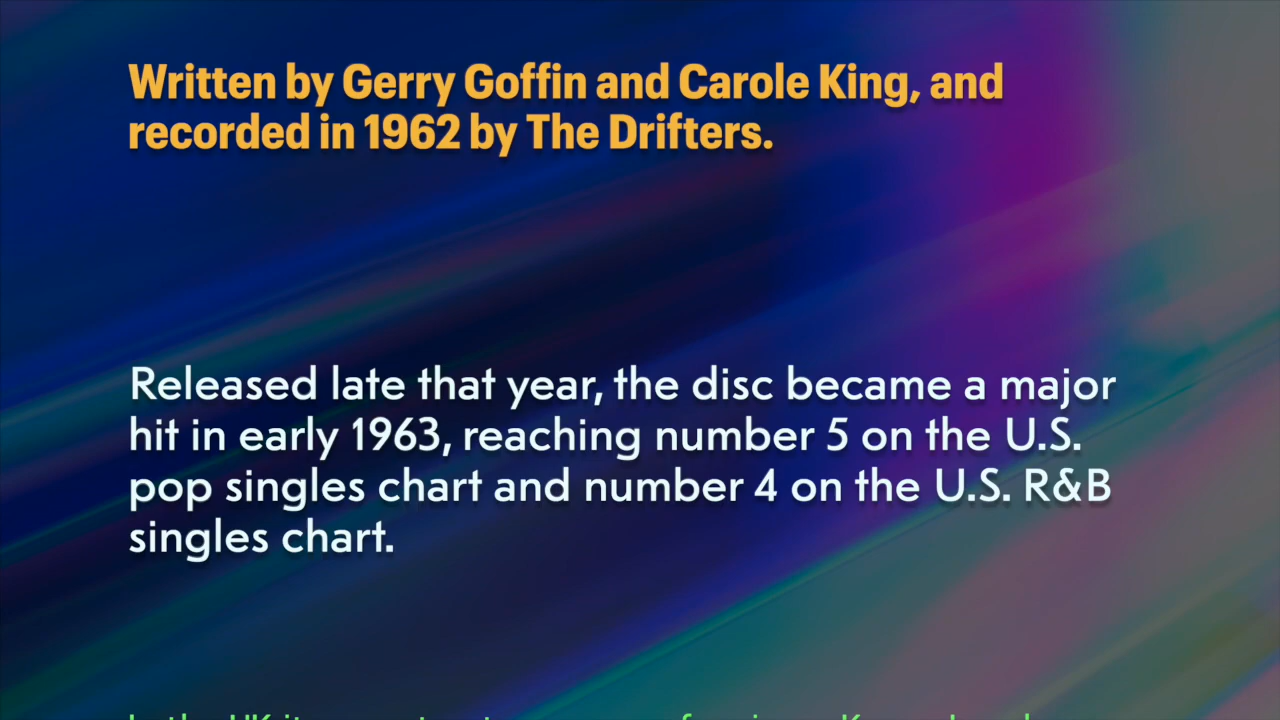 Written by Gerry Goffin and Carole King, and
recorded in 1962 by The Drifters.
Released late that year, the disc became a major
hit in early 1963, reaching number 5 on the U.S.
pop singles chart and number 4 on the U.S. R&B
singles chart.